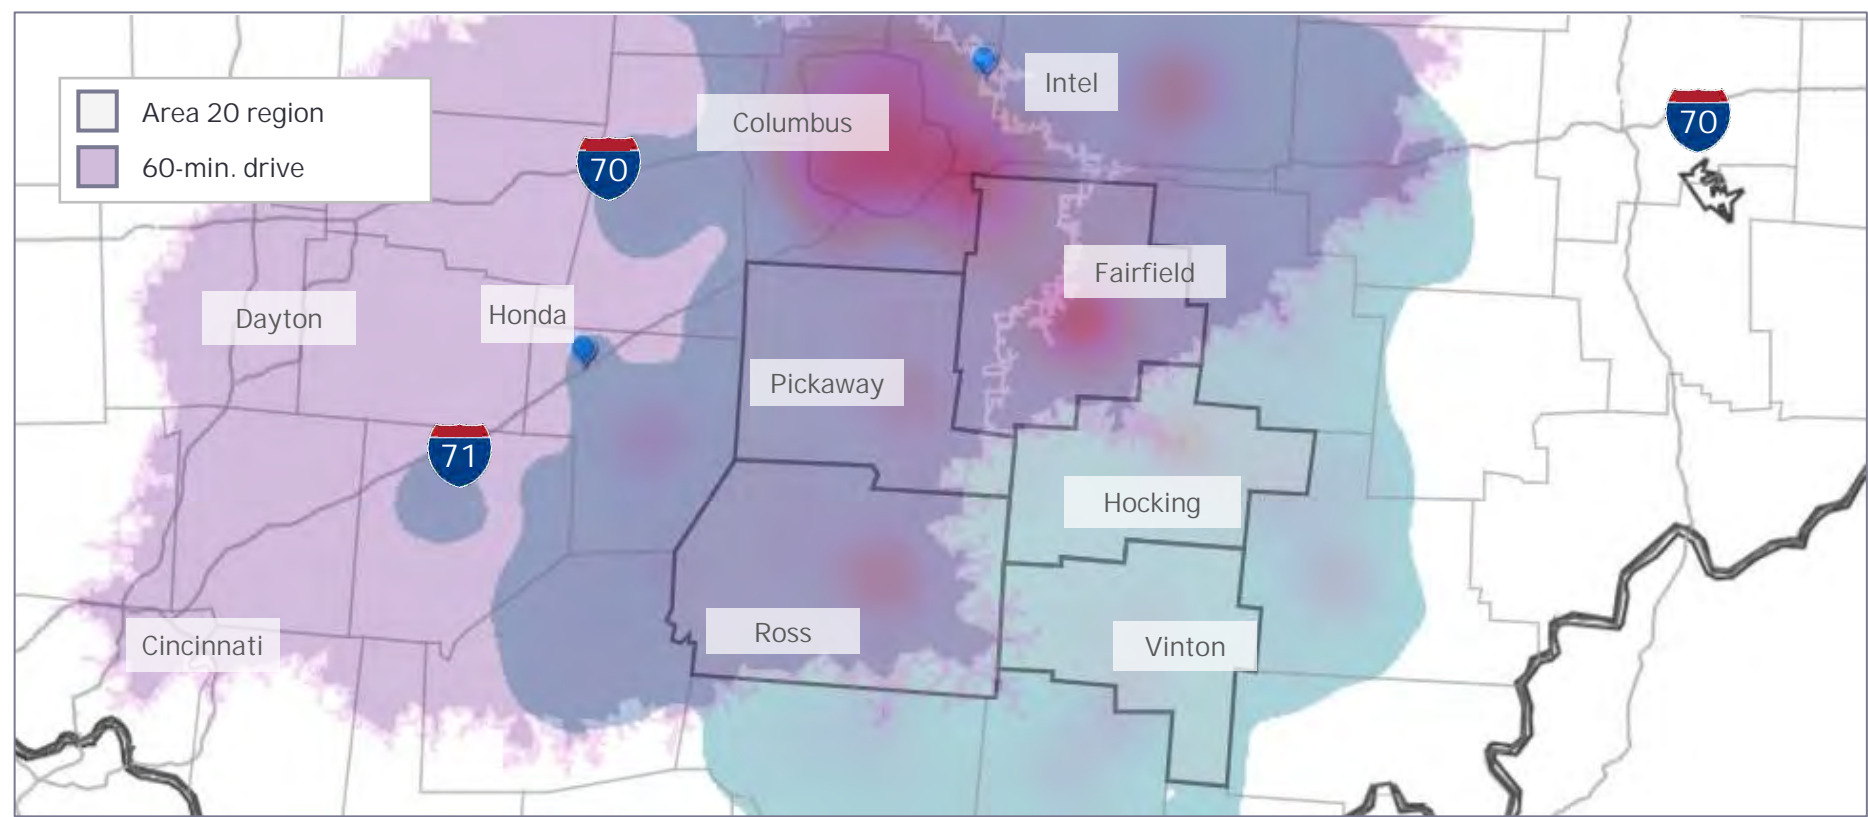 Intel
Area 20 region
Columbus
70
60-min. drive
70
Fairfield
Dayton
Honda
Pickaway
71
Hocking
Ross
Cincinnati
Vinton